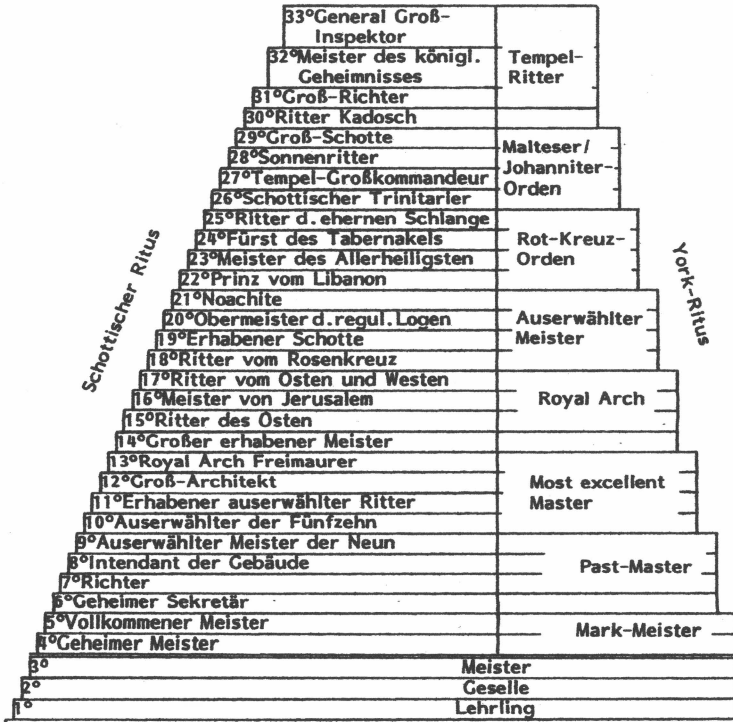 33°General Groß-
Inspektor
32°Meister des königl.
Geheimnisses
31°Groß-Richter
30°Ritter Kadosch
29°Groß-Schotte
28°Sonnenritter
27°Tempel-Großkommandeur
26°Schottischer Trinitarier
25°Ritter d. ehernen Schlange
24°Fürst des Tabernakels
23°Meister des Allerheiligsten
22°Prinz vom Libanon
21°Noachite
20°Obermeister d. regul. Logen
19°Erhabener Schotte
18°Ritter vom Rosenkreuz
17°Ritter vom Osten und Westen
16°Meister von Jerusalem
15°Ritter des Osten
14°Großer erhabener Meister
13°Royal Arch Freimaurer
12°Groß-Architekt
11°Erhabener auserwählter Ritter
10°Auserwählter der Fünfzehn
9°Auserwählter Meister der Neun
8°Intendant der Gebäude
7°Richter
6°Geheimer Sekretär
5°Vollkommener Meister
4°Geheimer Meister
3° Meister
2° Geselle
1° Lehrling
Schottischer Ritus
Tempel-
Ritter
Malteser/
Johanniter-
Orden
Rot-Kreuz-
Orden
Auserwählter
Meister
Royal Arch
Most excellent
Master
Past-Master
Mark-Meister
York-Ritus